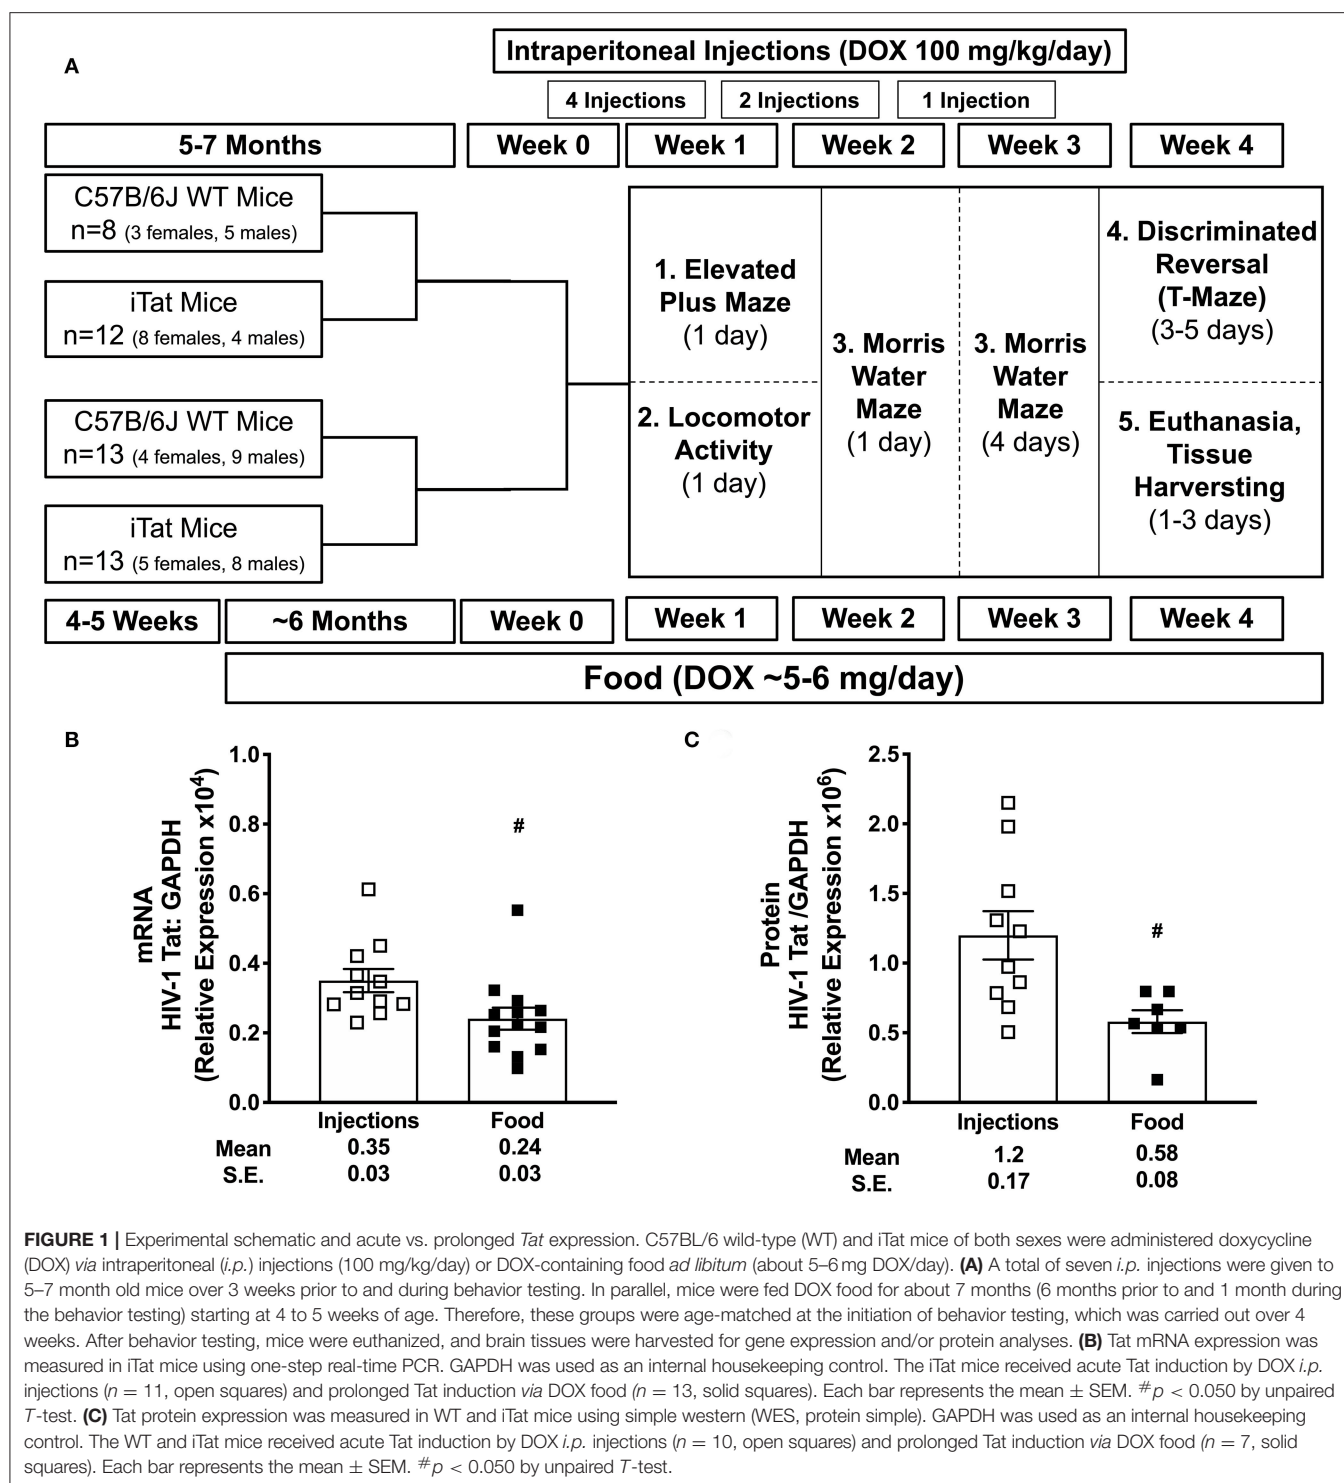 A
Intraperitoneal Injections (DOX 100 mg/kg/day)
4 Injections
2 Injections
1 Injection
5-7 Months
Week 0
Week 1
Week 2
Week 3
Week 4
C57B/6J WT Mice
n=8 (3 females, 5 males)
iTat Mice
n=12 (8 females, 4 males)
C57B/6J WT Mice
n=13 (4 females, 9 males)
iTat Mice
n=13 (5 females, 8 males)
1. Elevated
Plus Maze
(1 day)
2. Locomotor
Activity
(1 day)
3. Morris
Water
Maze
(1 day)
3. Morris
Water
Maze
(4 days)
4. Discriminated
Reversal
(T-Maze)
(3-5 days)
5. Euthanasia,
Tissue
Harversting
(1-3 days)
4-5 Weeks
~6 Months
Week 0
Week 1
Week 2
Week 3
Week 4
Food (DOX ~5-6 mg/day)
B
mRNA
HIV-1 Tat: GAPDH
(Relative Expression x10⁴)
1.0
0.8
0.6
0.4
0.2
0.0
#
Injections
Food
Mean 0.35 0.24
S.E. 0.03 0.03
C
Protein
HIV-1 Tat /GAPDH
(Relative Expression x10⁶)
2.5
2.0
1.5
1.0
0.5
0.0
#
Injections
Food
Mean 1.2 0.58
S.E. 0.17 0.08
FIGURE 1 | Experimental schematic and acute vs. prolonged Tat expression. C57BL/6 wild-type (WT) and iTat mice of both sexes were administered doxycycline
(DOX) via intraperitoneal (i.p.) injections (100 mg/kg/day) or DOX-containing food ad libitum (about 5–6 mg DOX/day). (A) A total of seven i.p. injections were given to
5–7 month old mice over 3 weeks prior to and during behavior testing. In parallel, mice were fed DOX food for about 7 months (6 months prior to and 1 month during
the behavior testing) starting at 4 to 5 weeks of age. Therefore, these groups were age-matched at the initiation of behavior testing, which was carried out over 4
weeks. After behavior testing, mice were euthanized, and brain tissues were harvested for gene expression and/or protein analyses. (B) Tat mRNA expression was
measured in iTat mice using one-step real-time PCR. GAPDH was used as an internal housekeeping control. The iTat mice received acute Tat induction by DOX i.p.
injections (n = 11, open squares) and prolonged Tat induction via DOX food (n = 13, solid squares). Each bar represents the mean ± SEM. #p < 0.050 by unpaired
T-test. (C) Tat protein expression was measured in WT and iTat mice using simple western (WES, protein simple). GAPDH was used as an internal housekeeping
control. The WT and iTat mice received acute Tat induction by DOX i.p. injections (n = 10, open squares) and prolonged Tat induction via DOX food (n = 7, solid
squares). Each bar represents the mean ± SEM. #p < 0.050 by unpaired T-test.